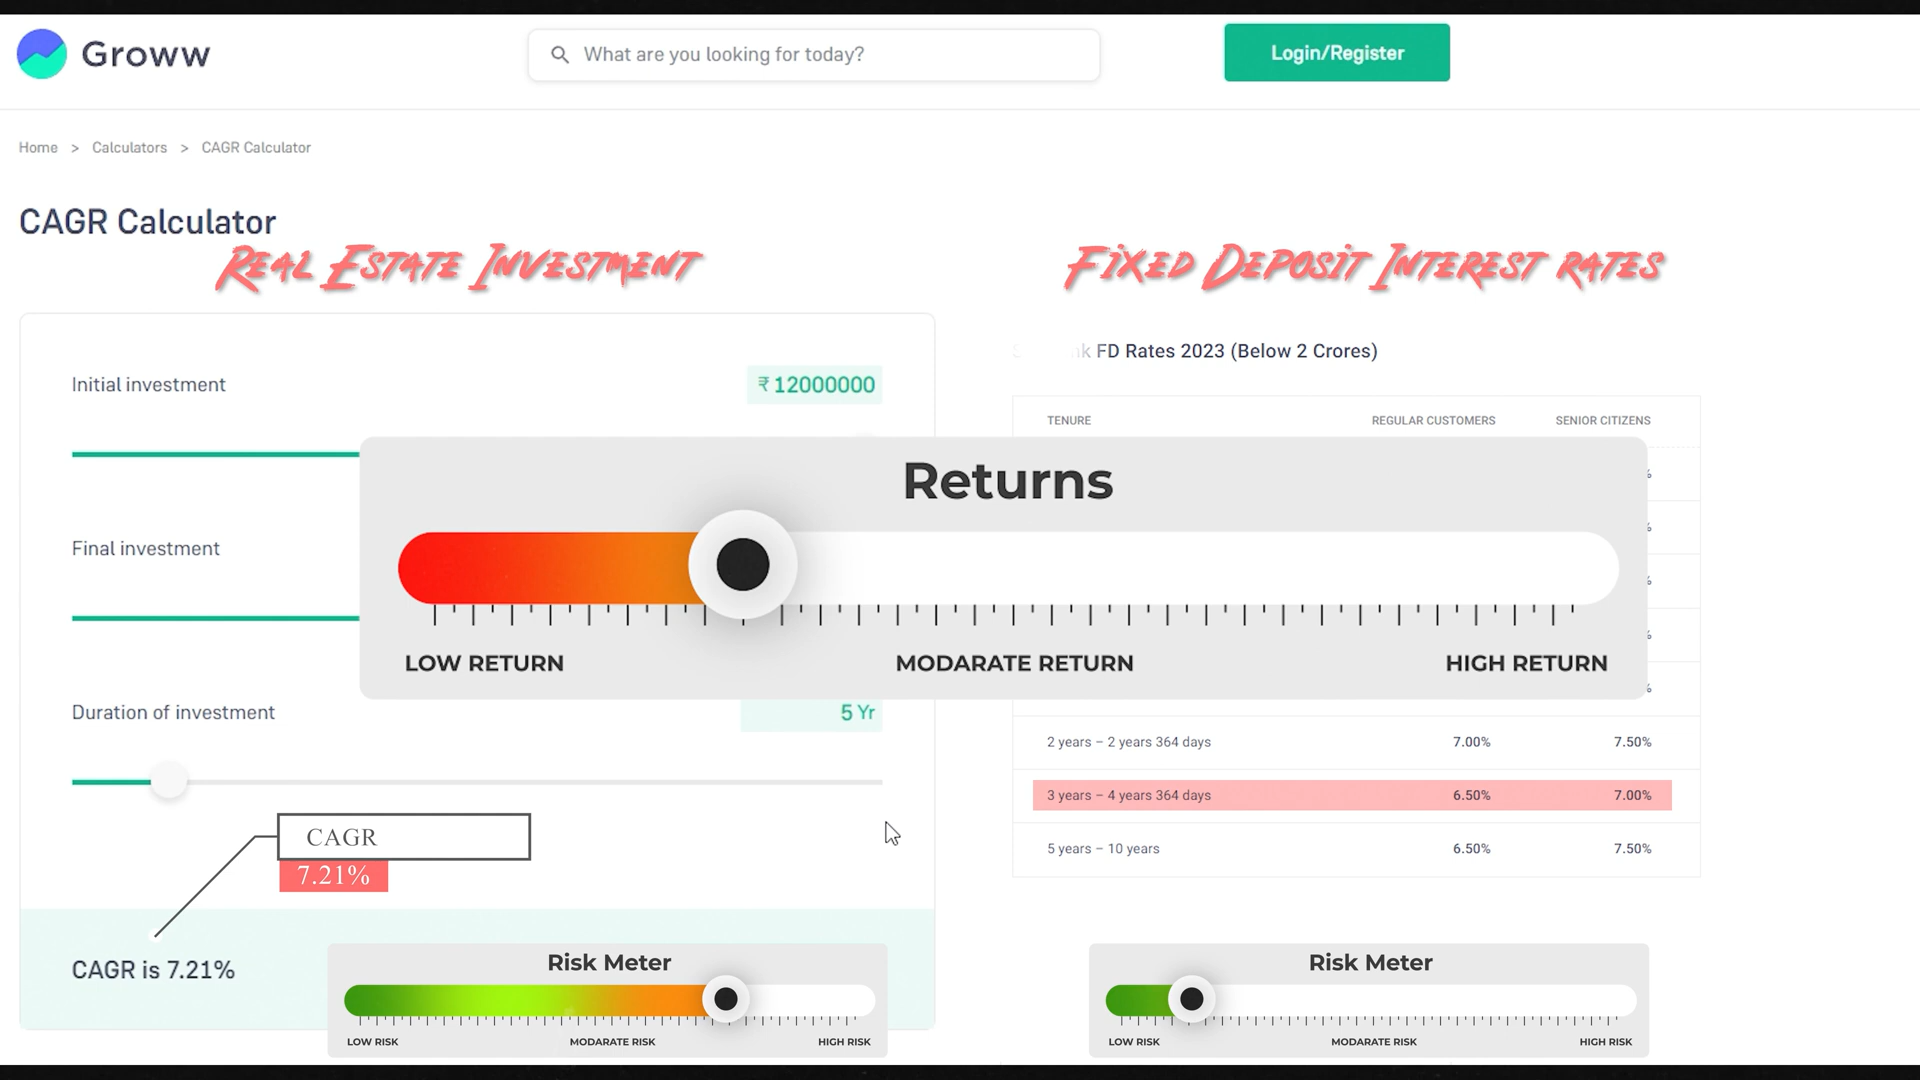 Groww
What are you looking for today?
Login/Register
Home > Calculators > CAGR Calculator
CAGR Calculator
Real Estate Investment
Fixed Deposit Interest rates
FD Rates 2023 (Below 2 Crores)
Initial investment
₹ 12000000
TENURE REGULAR CUSTOMERS SENIOR CITIZENS
Returns
Final investment
LOW RETURN MODARATE RETURN HIGH RETURN
Duration of investment
5 Yr
2 years – 2 years 364 days 7.00% 7.50%
3 years – 4 years 364 days 6.50% 7.00%
5 years – 10 years 6.50% 7.50%
CAGR
7.21%
CAGR is 7.21%
Risk Meter
LOW RISK MODARATE RISK HIGH RISK
Risk Meter
LOW RISK MODARATE RISK HIGH RISK